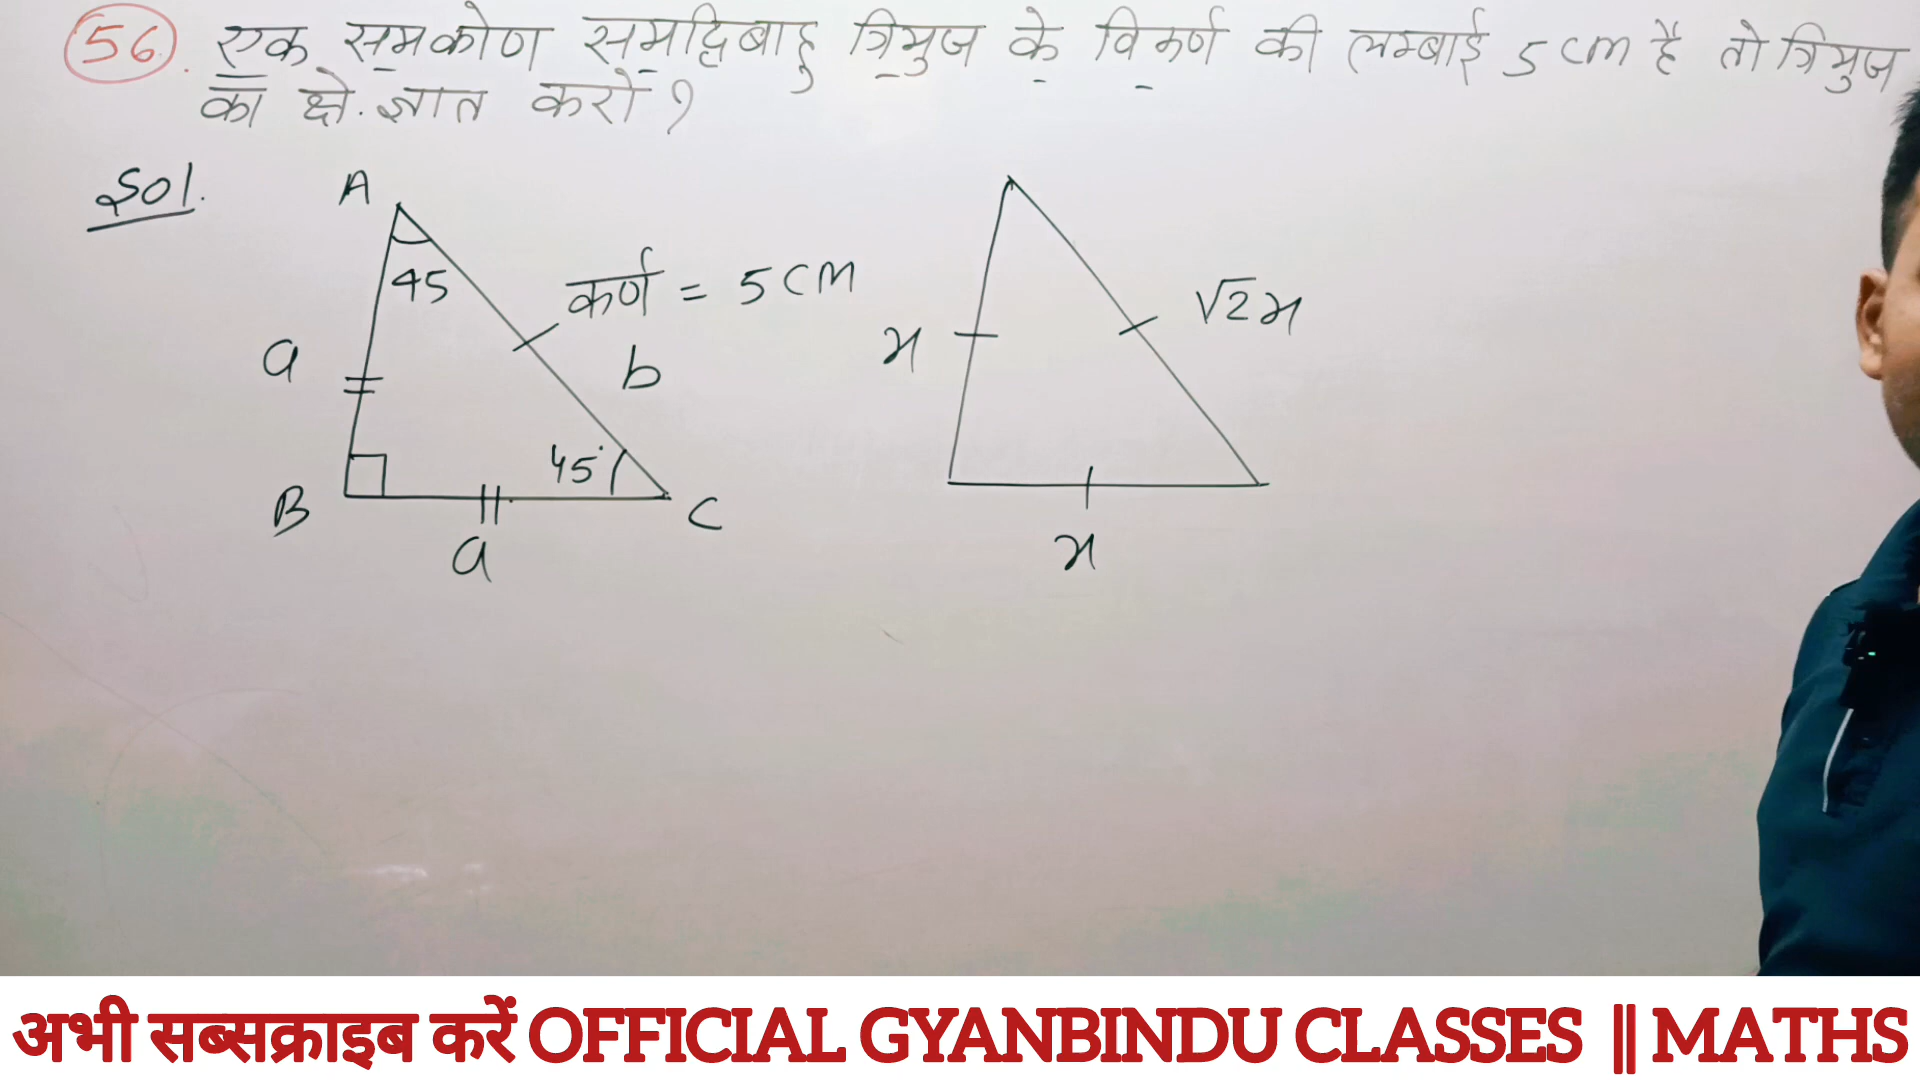 56. एक समकोण समद्विबाहु त्रिभुज के विकर्ण की लम्बाई 5 cm है तो त्रिभुज
का क्षे. ज्ञात करो ?
Sol.
A
45
कर्ण = 5 cm
a
b
45°
B
C
a
x
√2x
x
अभी सब्सक्राइब करें OFFICIAL GYANBINDU CLASSES || MATHS